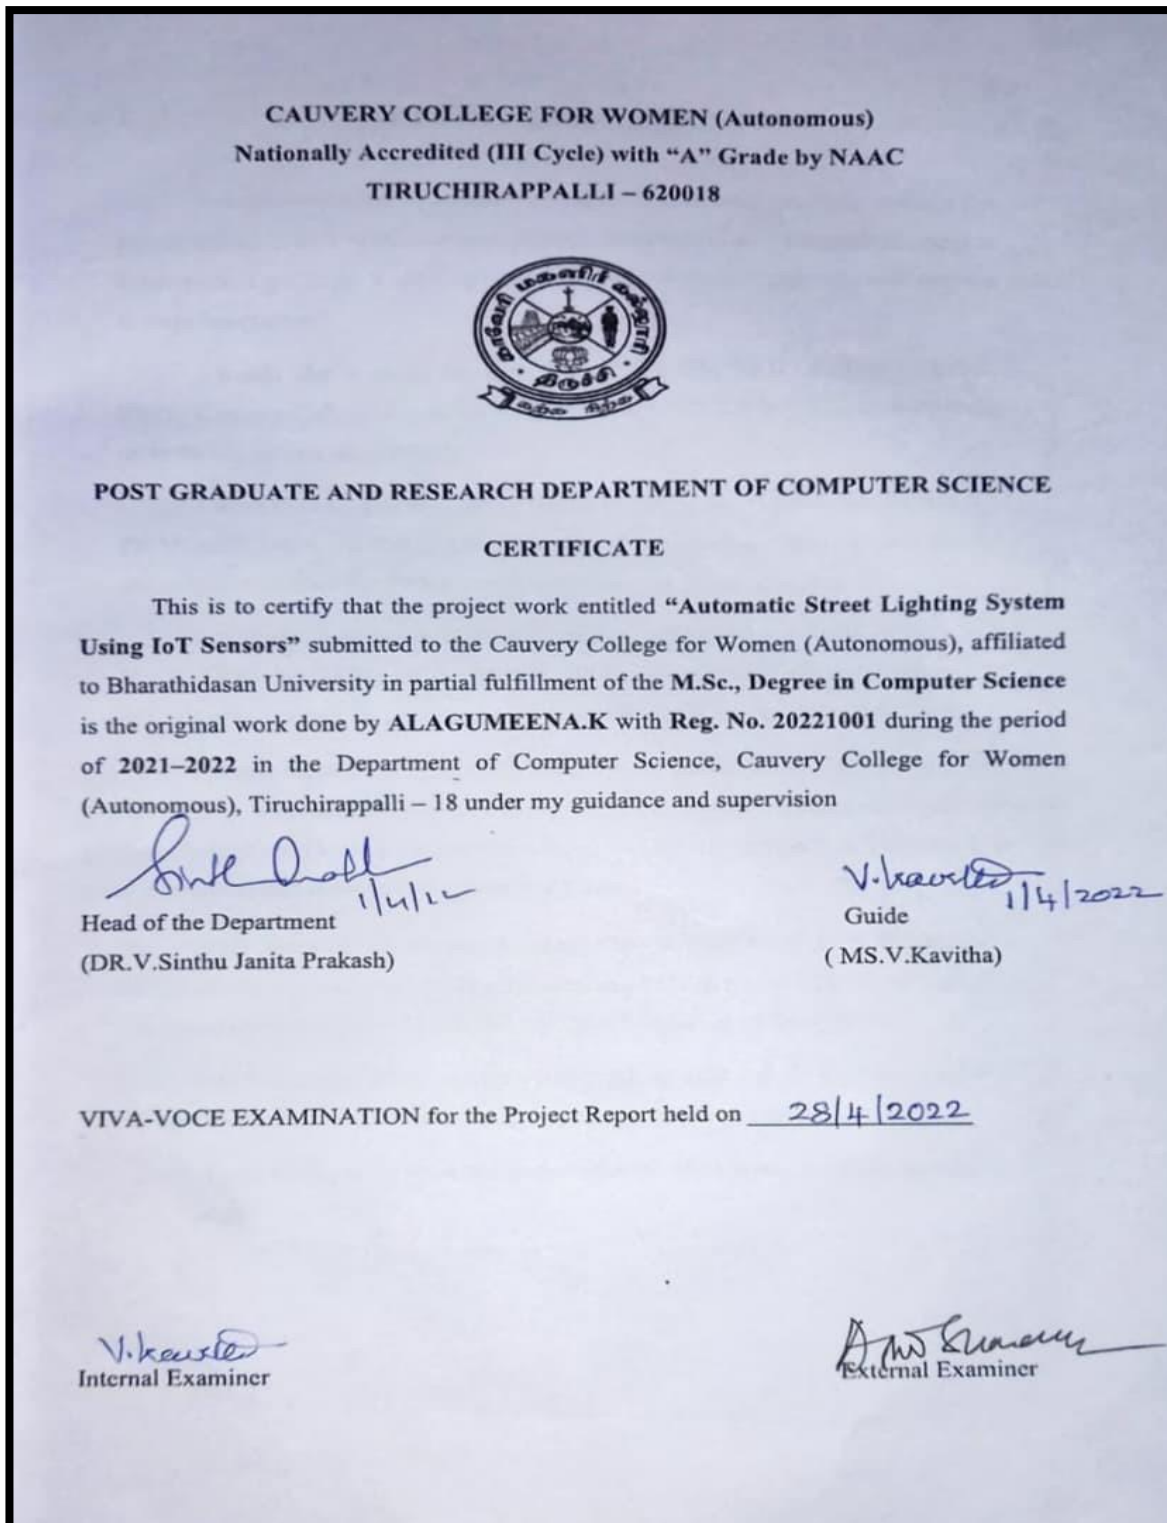 CAUVERY COLLEGE FOR WOMEN (Autonomous)
Nationally Accredited (III Cycle) with “A” Grade by NAAC
TIRUCHIRAPPALLI – 620018
காவேரி மகளிர் கல்லூரி
திருச்சி
கற்க நிற்க
POST GRADUATE AND RESEARCH DEPARTMENT OF COMPUTER SCIENCE
CERTIFICATE
This is to certify that the project work entitled “Automatic Street Lighting System
Using IoT Sensors” submitted to the Cauvery College for Women (Autonomous), affiliated
to Bharathidasan University in partial fulfillment of the M.Sc., Degree in Computer Science
is the original work done by ALAGUMEENA.K with Reg. No. 20221001 during the period
of 2021–2022 in the Department of Computer Science, Cauvery College for Women
(Autonomous), Tiruchirappalli – 18 under my guidance and supervision
V.Kavitha 1/4/2022
Head of the Department
Guide
(DR.V.Sinthu Janita Prakash)
( MS.V.Kavitha)
VIVA-VOCE EXAMINATION for the Project Report held on 28/4/2022
V.Kavitha
Internal Examiner
External Examiner